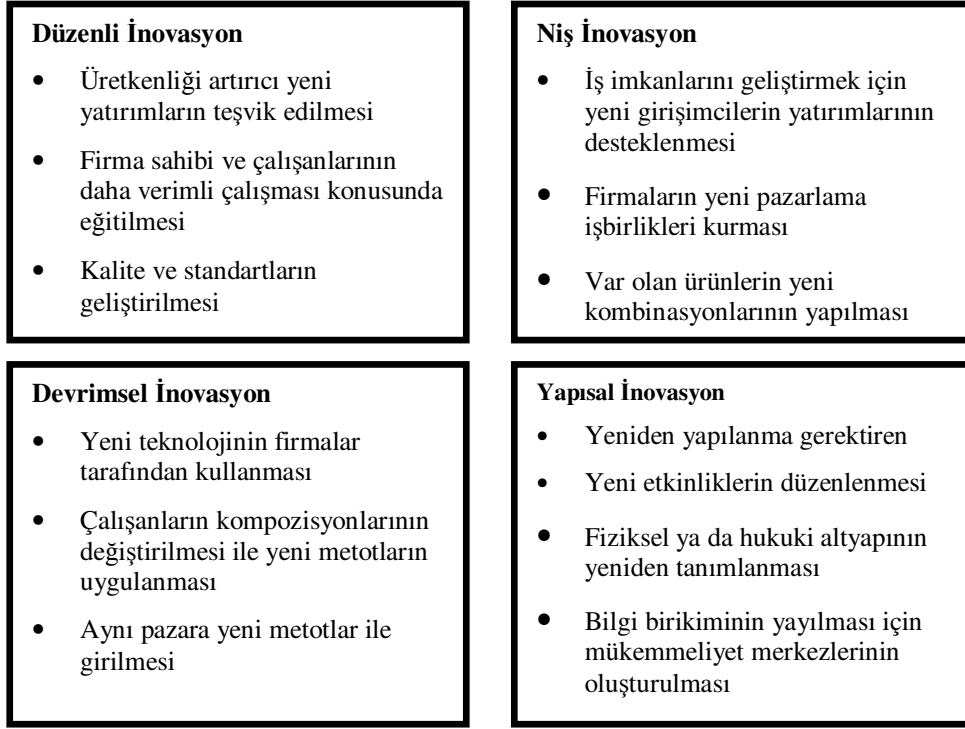 Düzenli İnovasyon
• Üretkenliği artırıcı yeni
yatırımların teşvik edilmesi
• Firma sahibi ve çalışanlarının
daha verimli çalışması konusunda
eğitilmesi
• Kalite ve standartların
geliştirilmesi
Niş İnovasyon
• İş imkanlarını geliştirmek için
yeni girişimcilerin yatırımlarının
desteklenmesi
• Firmaların yeni pazarlama
işbirlikleri kurması
• Var olan ürünlerin yeni
kombinasyonlarının yapılması
Devrimsel İnovasyon
• Yeni teknolojinin firmalar
tarafından kullanması
• Çalışanların kompozisyonlarının
değiştirilmesi ile yeni metotların
uygulanması
• Aynı pazara yeni metotlar ile
girilmesi
Yapısal İnovasyon
• Yeniden yapılanma gerektiren
• Yeni etkinliklerin düzenlenmesi
• Fiziksel ya da hukuki altyapının
yeniden tanımlanması
• Bilgi birikiminin yayılması için
mükemmeliyet merkezlerinin
oluşturulması